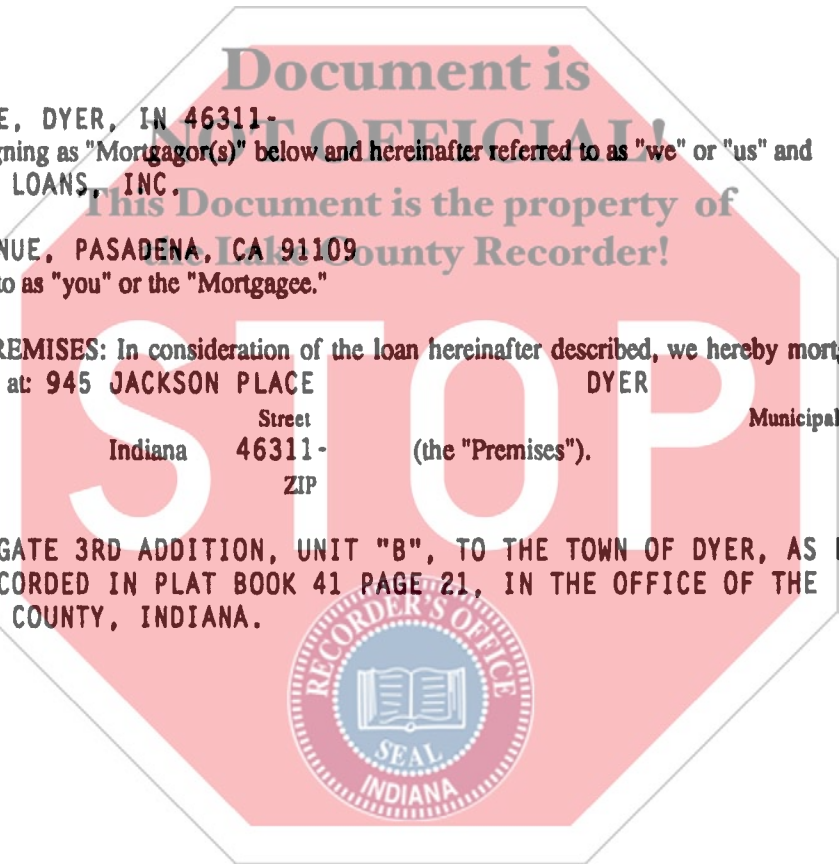 Document is
E, DYER, IN 46311-
NOT OFFICIAL!
gning as "Mortgagor(s)" below and hereinafter referred to as "we" or "us" and
LOANS, INC.
This Document is the property of
NUE, PASADENA, CA 91109
the Lake County Recorder!
to as "you" or the "Mortgagee."
REMISES: In consideration of the loan hereinafter described, we hereby mortg
at: 945 JACKSON PLACE DYER
Street Municipal
Indiana 46311- (the "Premises").
ZIP
STOP
GATE 3RD ADDITION, UNIT "B", TO THE TOWN OF DYER, AS
CORDED IN PLAT BOOK 41 PAGE 21, IN THE OFFICE OF THE
COUNTY, INDIANA.
RECORDER'S OFFICE
SEAL
INDIANA